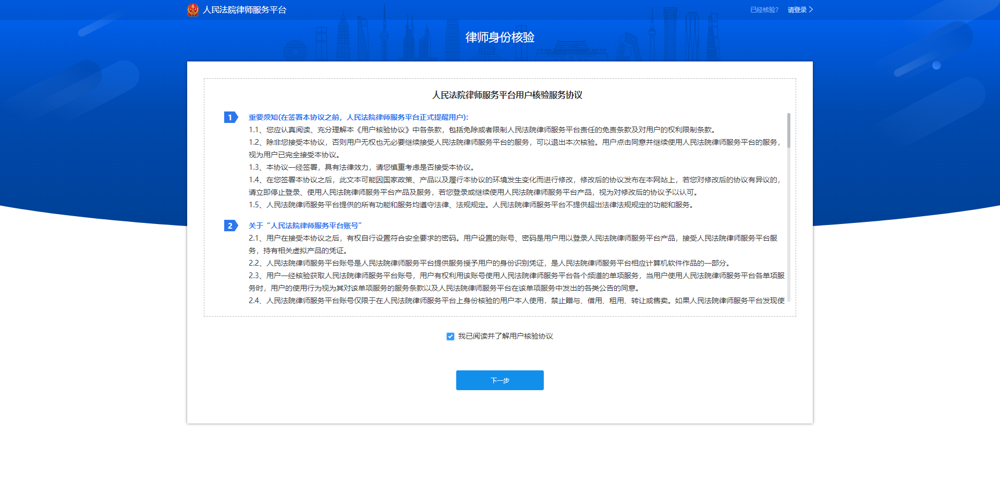 人民法院律师服务平台
已经核验? 请登录
律师身份核验
人民法院律师服务平台用户核验服务协议
1 重要须知(在签署本协议之前，人民法院律师服务平台正式提醒用户):
1.1、您应认真阅读、充分理解本《用户核验协议》中各条款，包括免除或者限制人民法院律师服务平台责任的免责条款及对用户的权利限制条款。
1.2、除非您接受本协议，否则用户无权也无必要继续接受人民法院律师服务平台的服务，可以退出本次核验。用户点击同意并继续使用人民法院律师服务平台的服务，
视为用户已完全接受本协议。
1.3、本协议一经签署，具有法律效力，请您慎重考虑是否接受本协议。
1.4、在您签署本协议之后，此文本可能因国家政策、产品以及履行本协议的环境发生变化而进行修改，修改后的协议发布在本网站上，若您对修改后的协议有异议的，
请立即停止登录、使用人民法院律师服务平台产品及服务，若您登录或继续使用人民法院律师服务平台产品，视为对修改后的协议予以认可。
1.5、人民法院律师服务平台提供的所有功能和服务均遵守法律、法规规定。人民法院律师服务平台不提供超出法律法规规定的功能和服务。
2 关于“人民法院律师服务平台账号”
2.1、用户在接受本协议之后，有权自行设置符合安全要求的密码。用户设置的账号、密码是用户用以登录人民法院律师服务平台产品，接受人民法院律师服务平台服
务，持有相关虚拟产品的凭证。
2.2、人民法院律师服务平台账号是人民法院律师服务平台提供服务授予用户的身份识别凭证，是人民法院律师服务平台相应计算机软件作品的一部分。
2.3、用户一经核验获取人民法院律师服务平台账号，用户有权利用该账号使用人民法院律师服务平台各个频道的单项服务，当用户使用人民法院律师服务平台各单项服
务时，用户的使用行为视为其对该单项服务的服务条款以及人民法院律师服务平台在该单项服务中发出的各类公告的同意。
2.4、人民法院律师服务平台账号仅限于在人民法院律师服务平台上身份核验的用户本人使用，禁止赠与、借用、租用、转让或售卖。如果人民法院律师服务平台发现使
我已阅读并了解用户核验协议
下一步